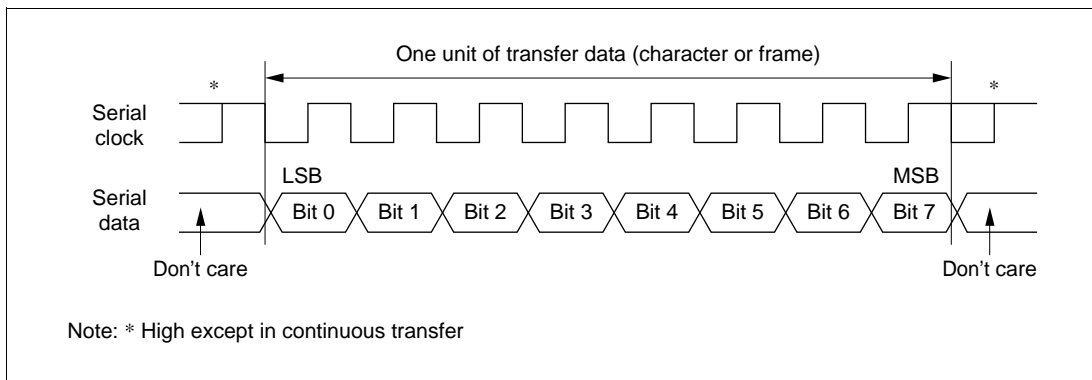 One unit of transfer data (character or frame)
* *
Serial
clock
LSB MSB
Serial
data
Bit 0 Bit 1 Bit 2 Bit 3 Bit 4 Bit 5 Bit 6 Bit 7
Don't care Don't care
Note: * High except in continuous transfer